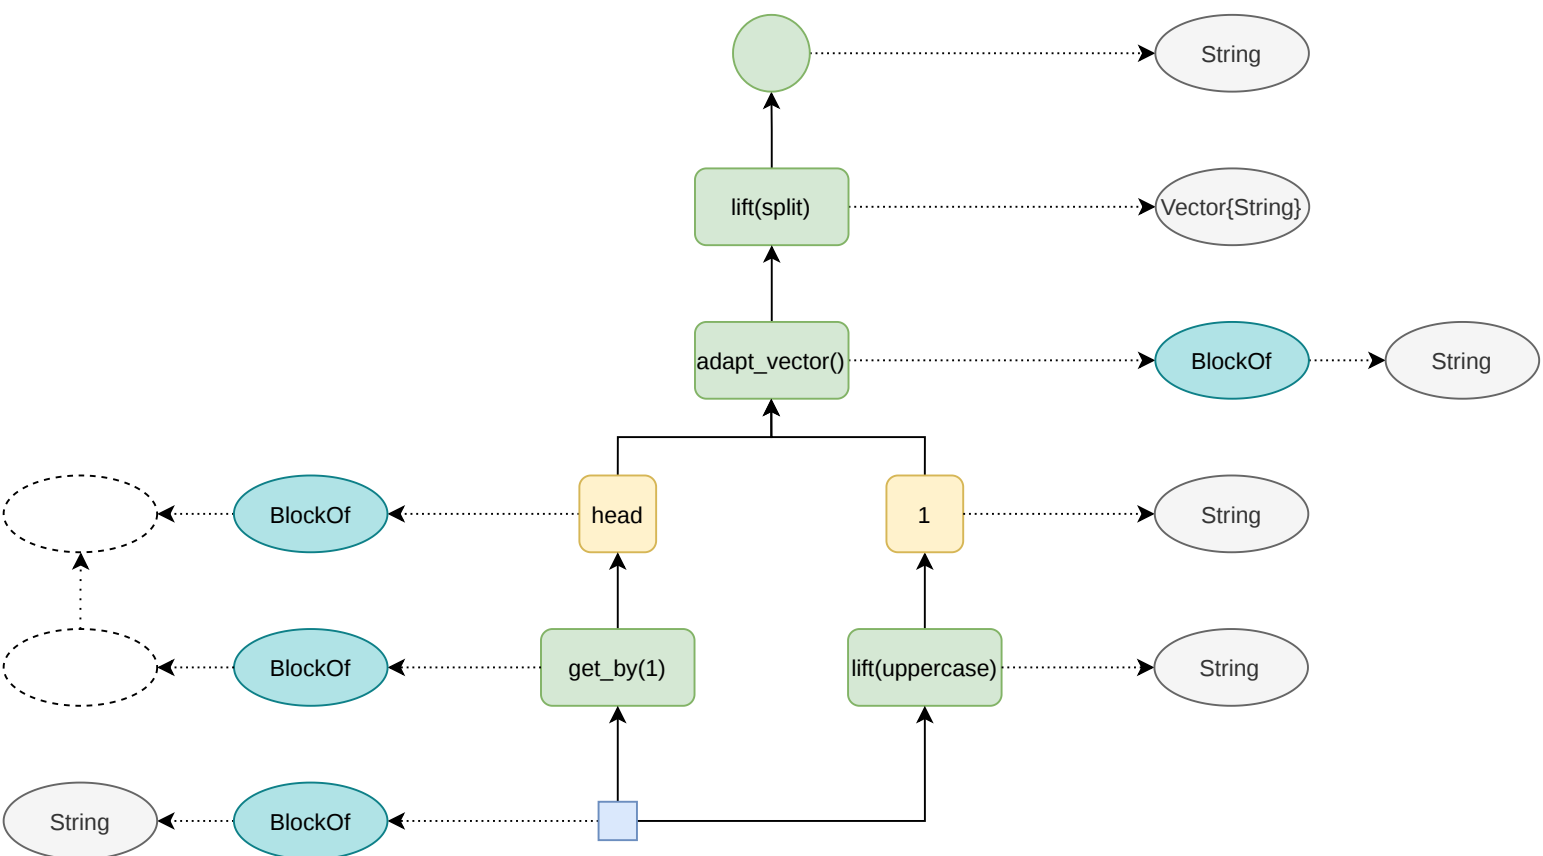 String
lift(split)
Vector{String}
adapt_vector()
BlockOf
String
BlockOf
head
1
String
BlockOf
get_by(1)
lift(uppercase)
String
String
BlockOf